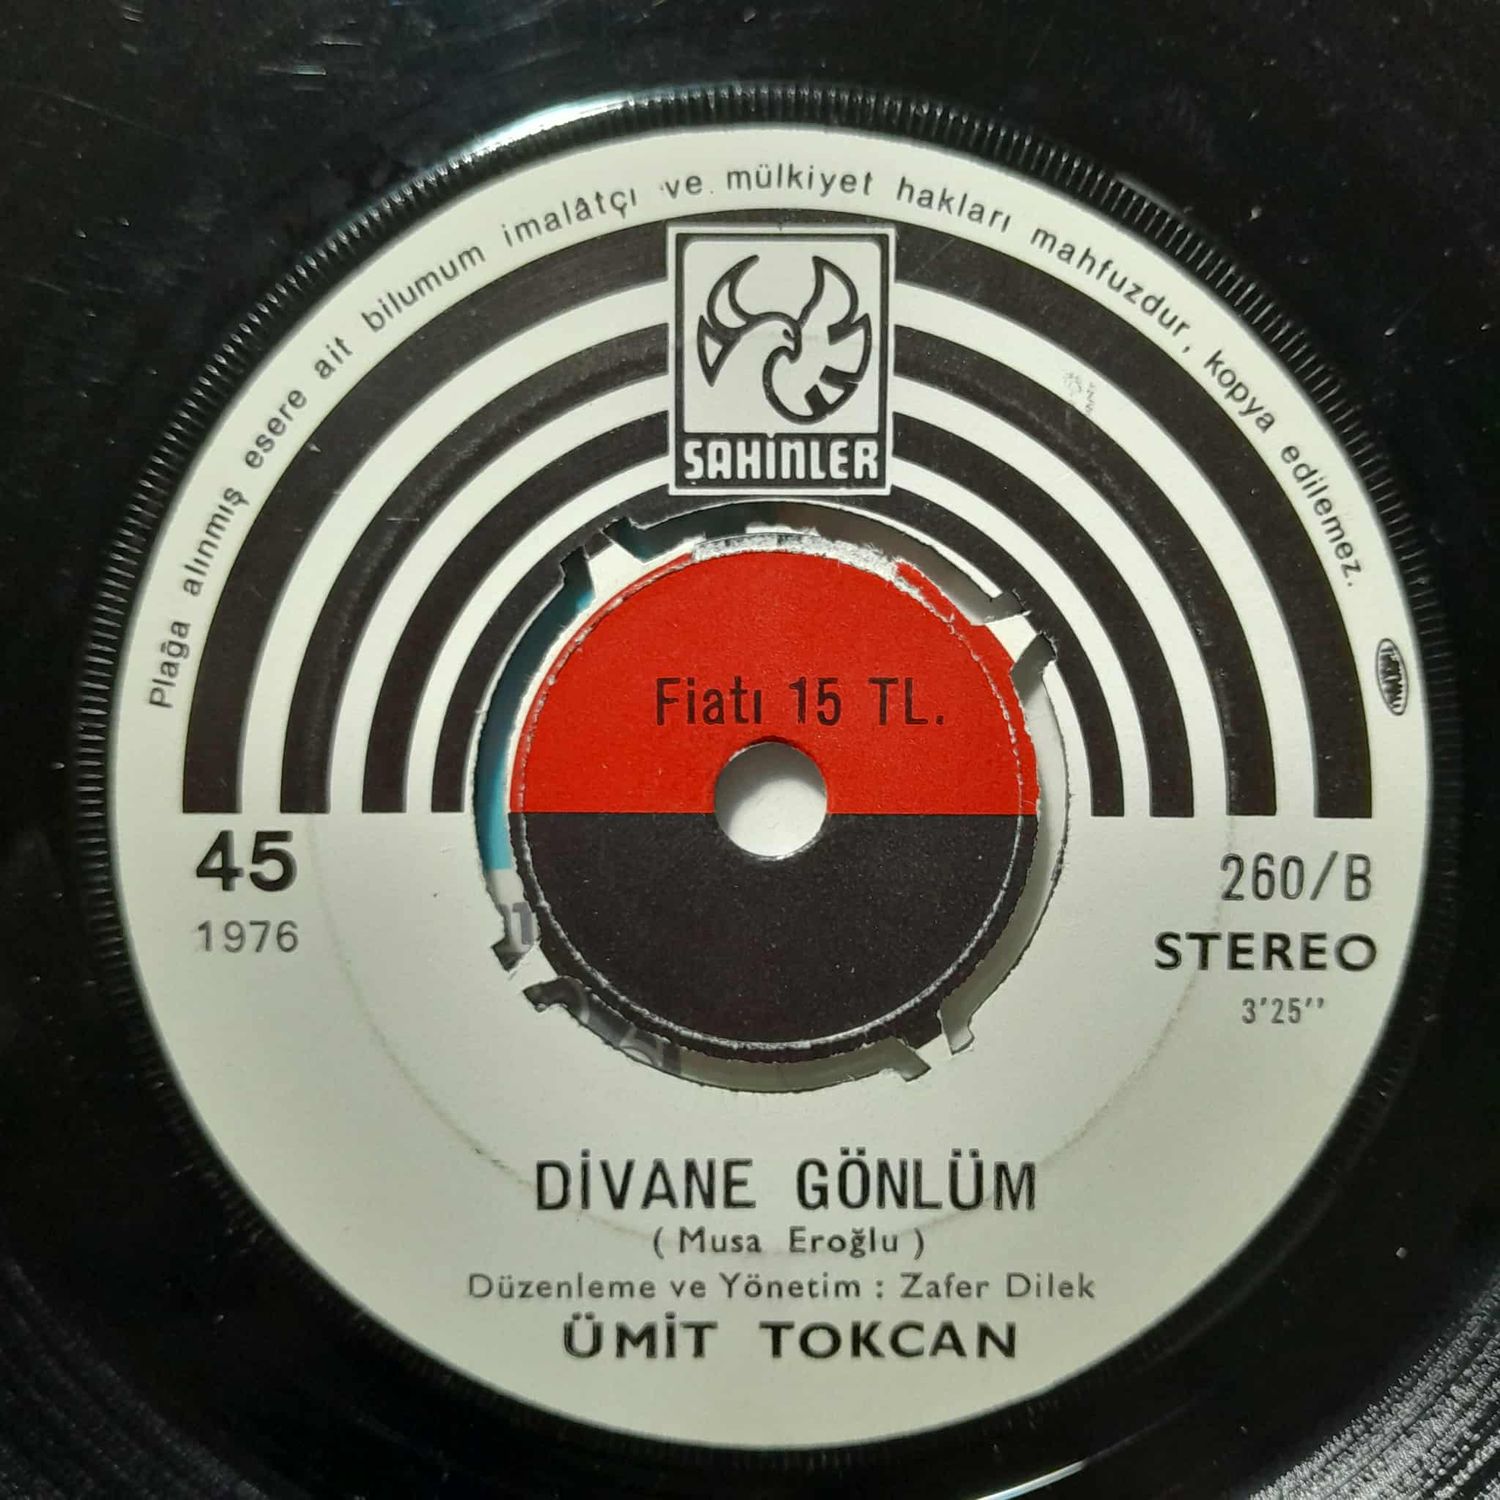 Plağa alınmış esere ait bilumum imalâtçı ve mülkiyet hakları mahfuzdur, kopya edilemez.
ŞAHİNLER
Fiatı 15 TL.
45
1976
260/B
STEREO
3'25''
DİVANE GÖNLÜM
( Musa Eroğlu )
Düzenleme ve Yönetim : Zafer Dilek
ÜMİT TOKCAN